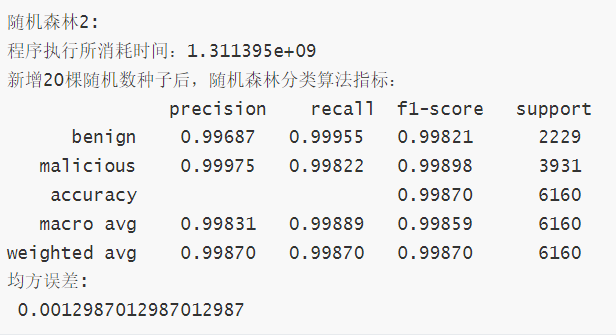 随机森林2:
程序执行所消耗时间: 1.311395e+09
新增20棵随机数种子后, 随机森林分类算法指标:
precision recall f1-score support
benign 0.99687 0.99955 0.99821 2229
malicious 0.99975 0.99822 0.99898 3931
accuracy 0.99870 6160
macro avg 0.99831 0.99889 0.99859 6160
weighted avg 0.99870 0.99870 0.99870 6160
均方误差:
0.0012987012987012987